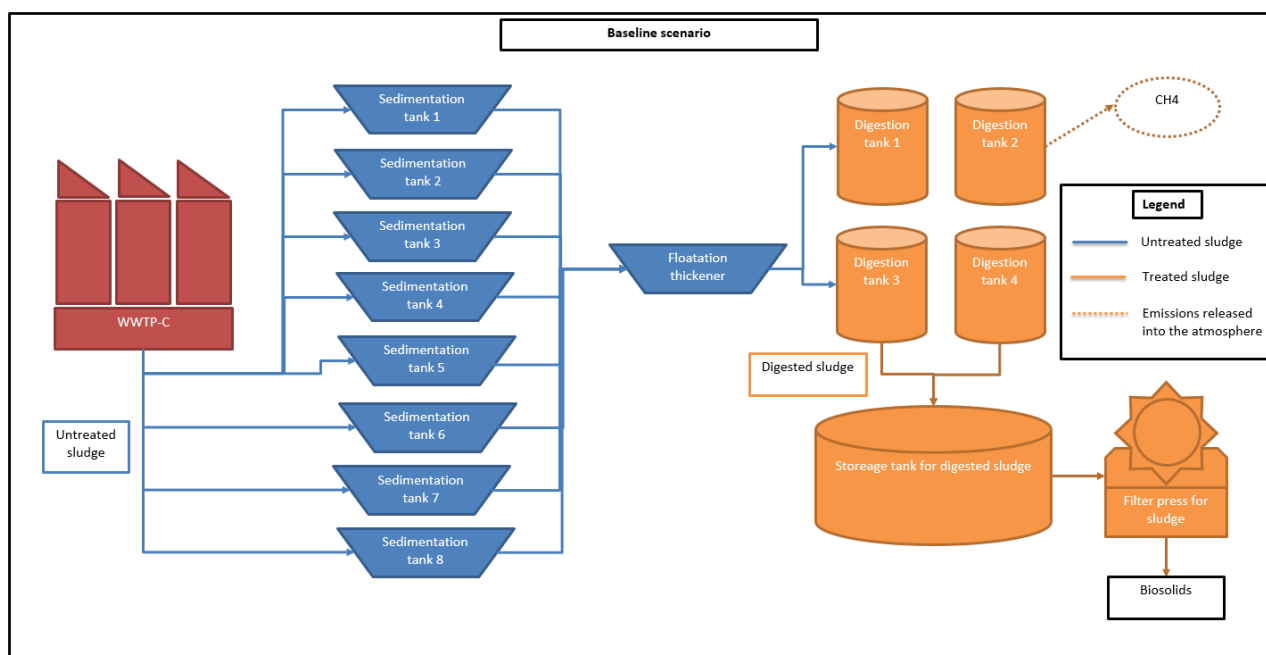 Baseline scenario
WWTP-C
Untreated
sludge
Sedimentation
tank 1
Sedimentation
tank 2
Sedimentation
tank 3
Sedimentation
tank 4
Sedimentation
tank 5
Sedimentation
tank 6
Sedimentation
tank 7
Sedimentation
tank 8
Floatation
thickener
Digestion
tank 1
Digestion
tank 2
Digestion
tank 3
Digestion
tank 4
CH4
Legend
Untreated sludge
Treated sludge
Emissions released
into the atmosphere
Digested sludge
Storeage tank for digested sludge
Filter press for
sludge
Biosolids